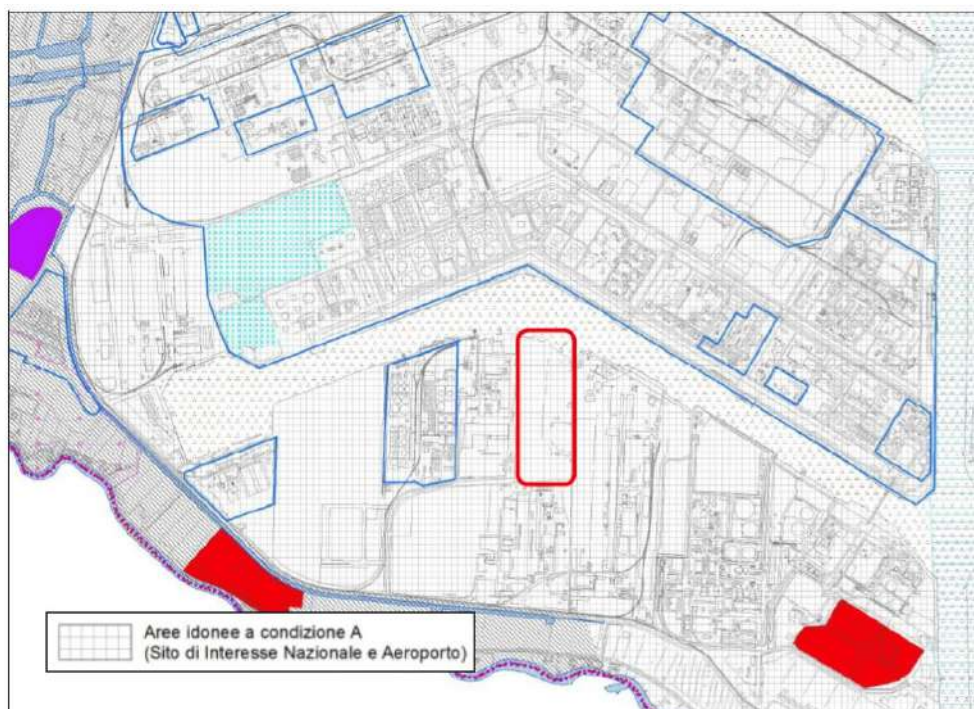 Aree idonee a condizione A
(Sito di Interesse Nazionale e Aeroporto)